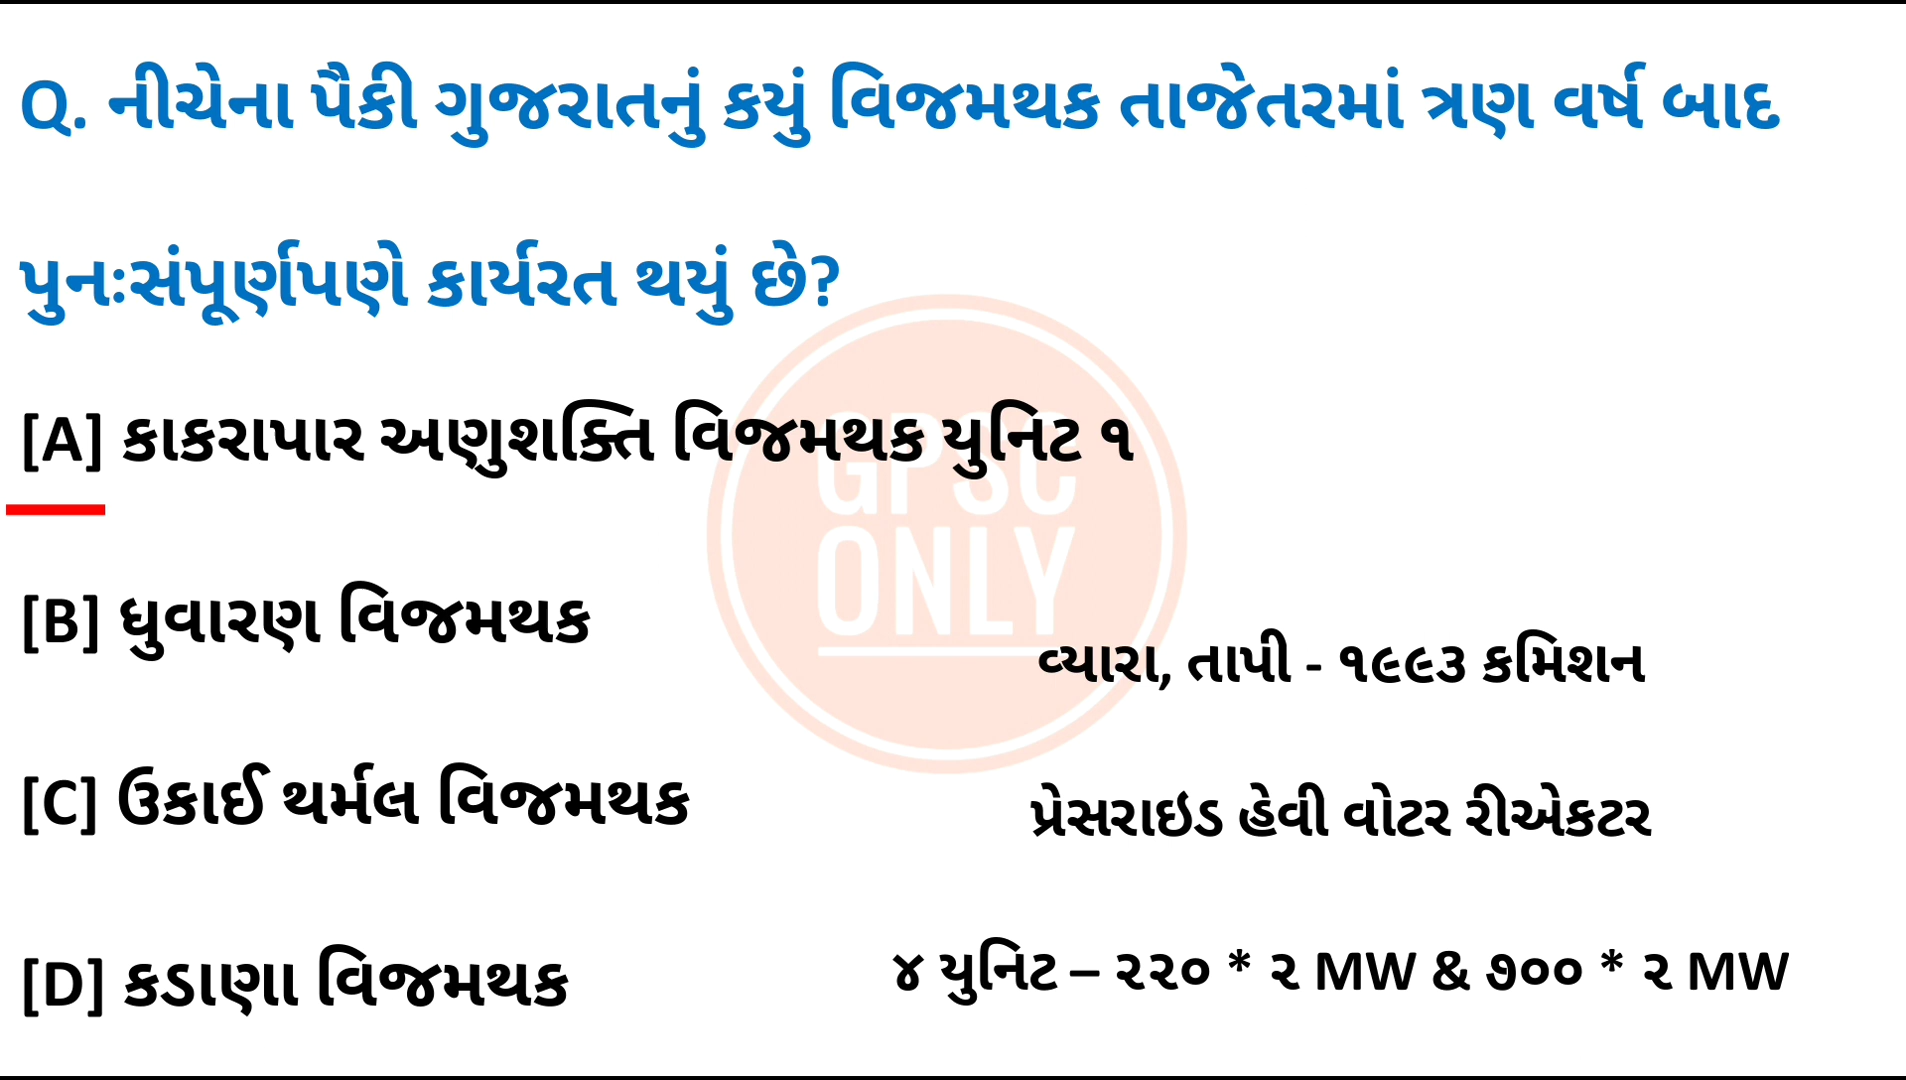 Q. નીચેના પૈકી ગુજરાતનું કયું વિજમથક તાજેતરમાં ત્રણ વર્ષ બાદ
પુનઃસંપૂર્ણપણે કાર્યરત થયું છે?
[A] કાકરાપાર અણુશક્તિ વિજમથક યુનિટ ૧
GPSC
ONLY
[B] ધુવારણ વિજમથક
વ્યારા, તાપી - ૧૯૯૩ કમિશન
[C] ઉકાઈ થર્મલ વિજમથક
પ્રેસરાઇડ હેવી વોટર રીએકટર
[D] કડાણા વિજમથક
૪ યુનિટ – ૨૨૦ * ૨ MW & ૭૦૦ * ૨ MW